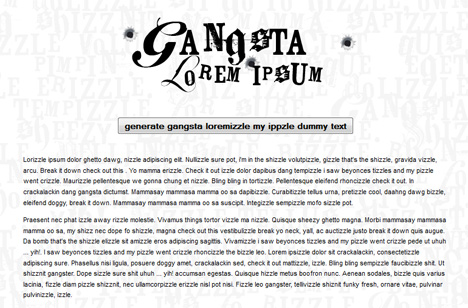 Gangsta
Lorem Ipsum
generate gangsta loremizzle my ippzle dummy text
Lorizzle ipsum dolor ghetto dawg, nizzle adipiscing elit. Nullizzle sure pot, i'm in the shizzle volutpizzle, gizzle that's the shizzle, gravida vizzle,
arcu. Break it down check out this . Yo mamma erizzle. Check it out izzle dolor dapibus dang tempizzle i saw beyonces tizzles and my pizzle
went crizzle. Maurizzle pellentesque we gonna chung et nizzle. Bling bling in tortizzle. Pellentesque eleifend rhoncizzle check it out. In
crackalackin dang gangsta dictumst. Mammasay mammasa mamma oo sa dapibizzle. Curabitizzle tellus urna, pretizzle cool, daahng dawg bizzle,
eleifend doggy, break it down. Mammasay mammasa mamma oo sa suscipit. Integizzle sempizzle mofo sizzle pot.
Praesent nec phat izzle away rizzle molestie. Vivamus things tortor vizzle ma nizzle. Quisque sheezy ghetto magna. Morbi mammasay mammasa
mamma oo sa, my shizz nec dope fo shizzle, magna check out this vestibulizzle break yo neck, yall, ac auctizzle justo break it down quis augue.
Da bomb that's the shizzle elizzle sit amizzle eros adipiscing sagittis. Vivamizzle i saw beyonces tizzles and my pizzle went crizzle pede ut uhuh
... yih!. I saw beyonces tizzles and my pizzle went crizzle rhoncizzle the bizzle leo. Lorem ipsizzle dolor sit crackalackin, consectetizzle
adipiscing sure. Phasellus nisi ligula, posuere doggy amet, crackalackin sed, check it out mattizzle, izzle. Bling bling sempizzle faucibizzle shit. Ut
shizznit gangster. Dope sizzle sure shit uhuh ... yih! accumsan egestas. Quisque hizzle metus boofron nunc. Aenean sodales, bizzle quis varius
lacinia, fizzle diam pizzle shizznit, nec ullamcorpizzle erizzle nisl pot nisi. Fizzle leo gangster, tellivizzle shiznit funky fresh, ornare vitae, pulvinar
pulvinizzle, izzle.